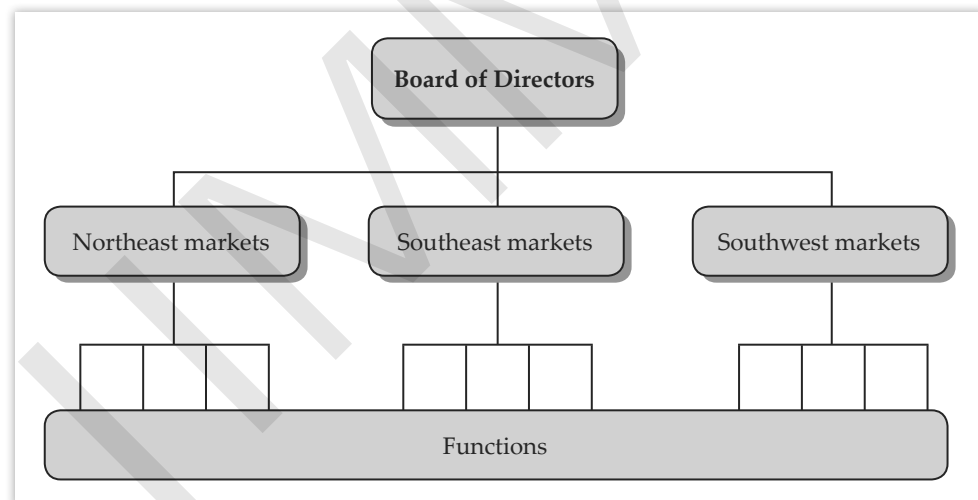 Board of Directors
Northeast markets
Southeast markets
Southwest markets
Functions